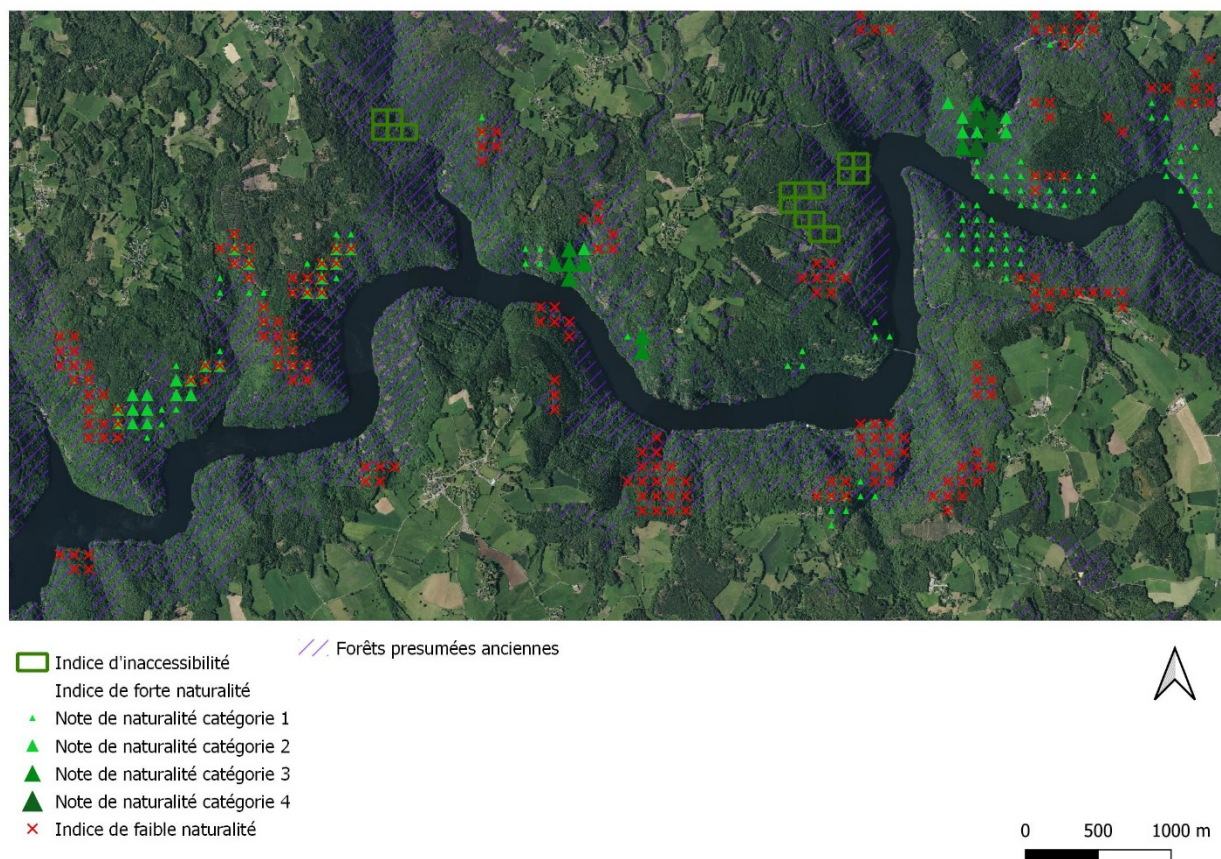 Indice d'inaccessibilité
Forêts presumées anciennes
Indice de forte naturalité
Note de naturalité catégorie 1
Note de naturalité catégorie 2
Note de naturalité catégorie 3
Note de naturalité catégorie 4
Indice de faible naturalité
0 500 1000 m